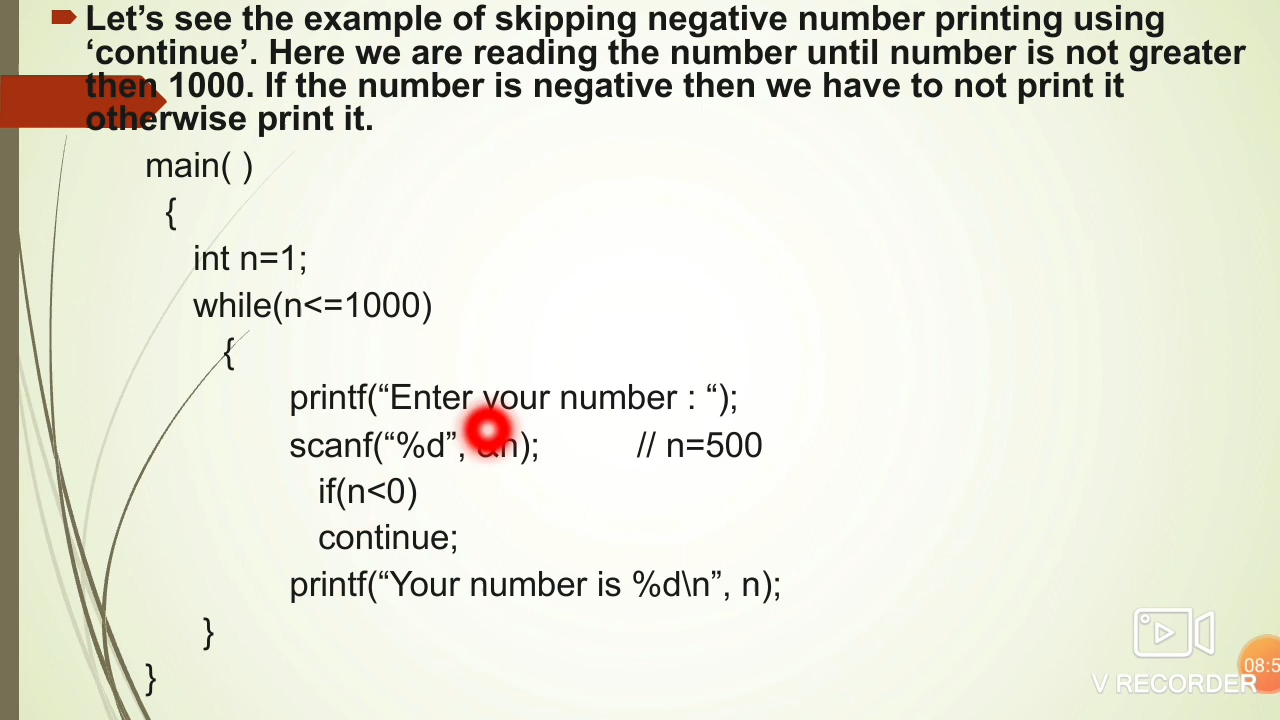 Let’s see the example of skipping negative number printing using
‘continue’. Here we are reading the number until number is not greater
then 1000. If the number is negative then we have to not print it
otherwise print it.
main( )
{
int n=1;
while(n<=1000)
{
printf(“Enter your number : “);
scanf(“%d”, &n); // n=500
if(n<0)
continue;
printf(“Your number is %d\n”, n);
}
}
V RECORDER
08:5